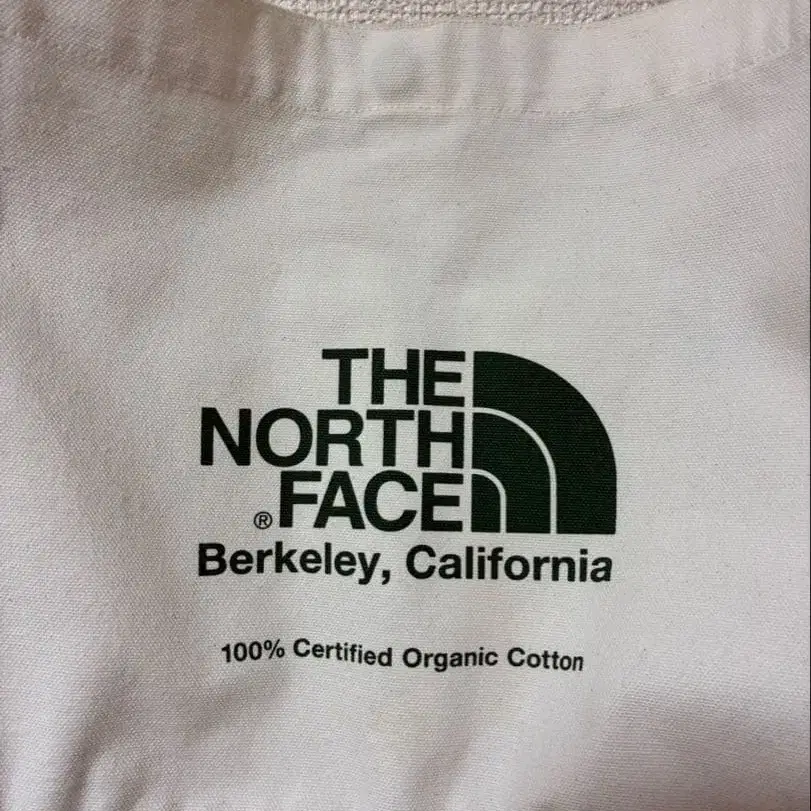 THE
NORTH
® FACE
Berkeley, California
100% Certified Organic Cotton